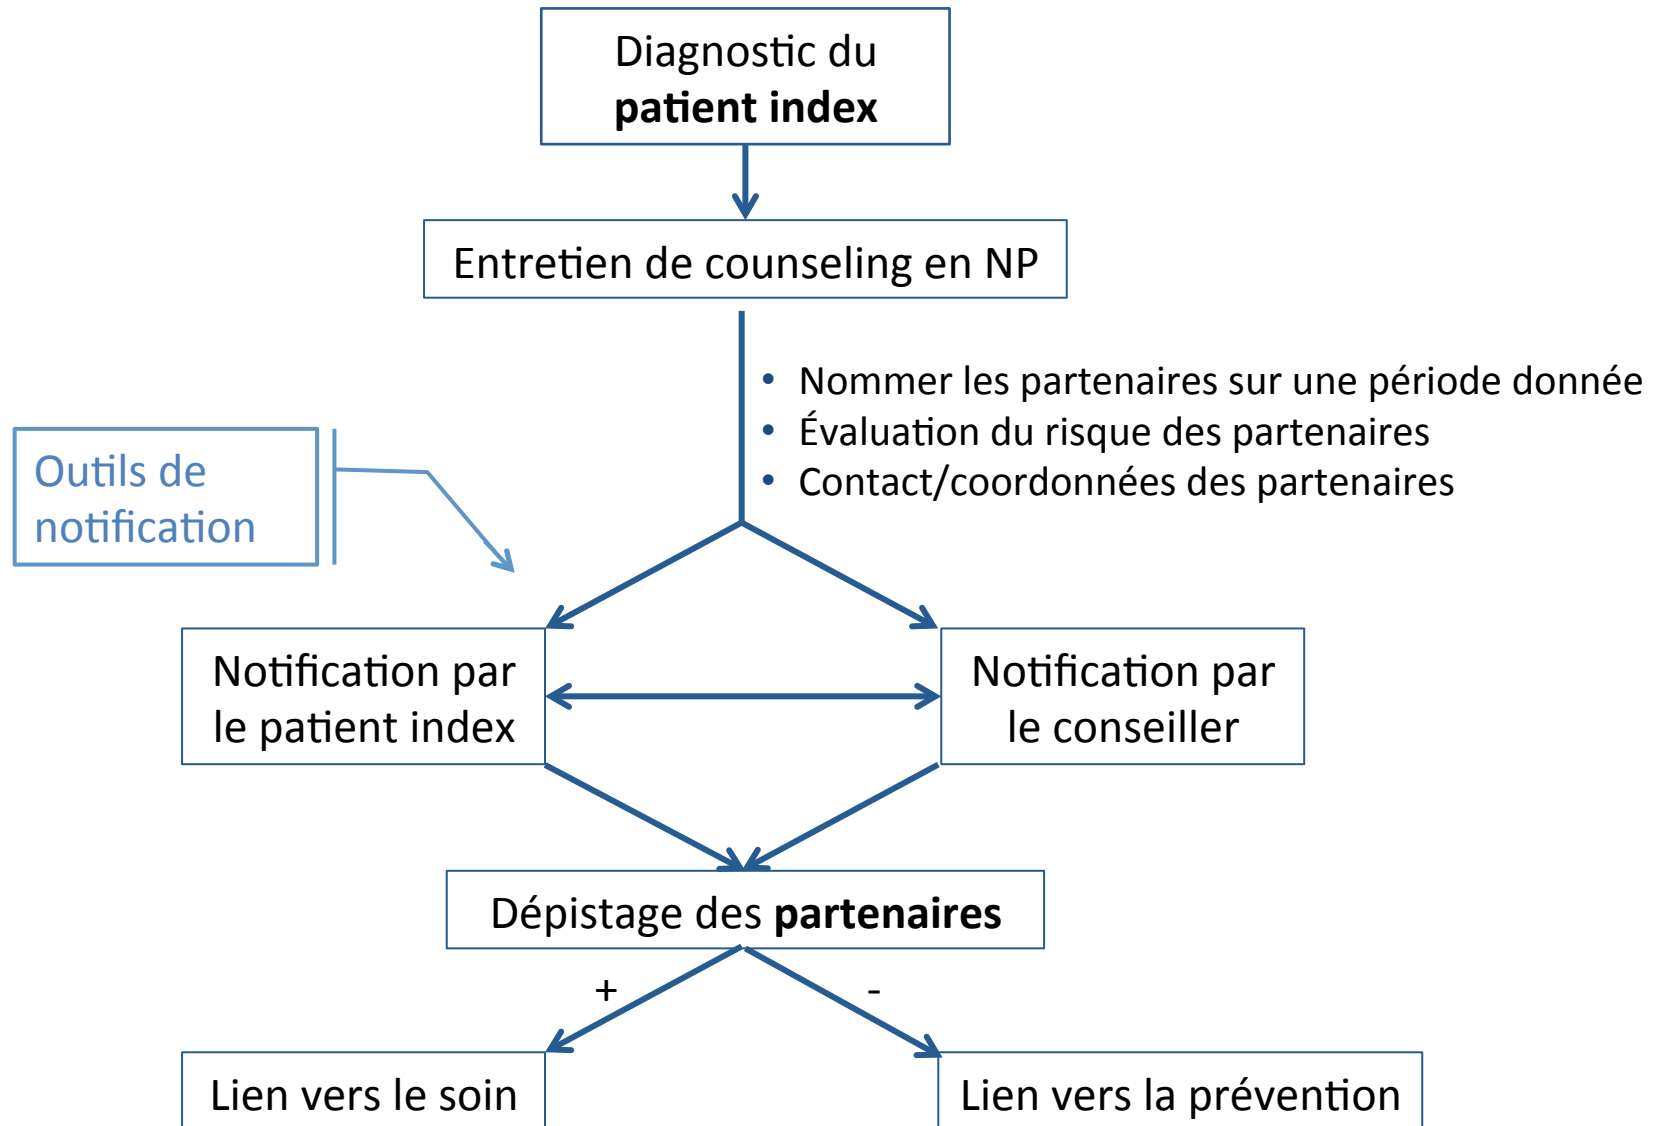 Diagnostic du
patient index
Entretien de counseling en NP
• Nommer les partenaires sur une période donnée
• Évaluation du risque des partenaires
• Contact/coordonnées des partenaires
Outils de
notification
Notification par
le patient index
Notification par
le conseiller
Dépistage des partenaires
+
-
Lien vers le soin
Lien vers la prévention